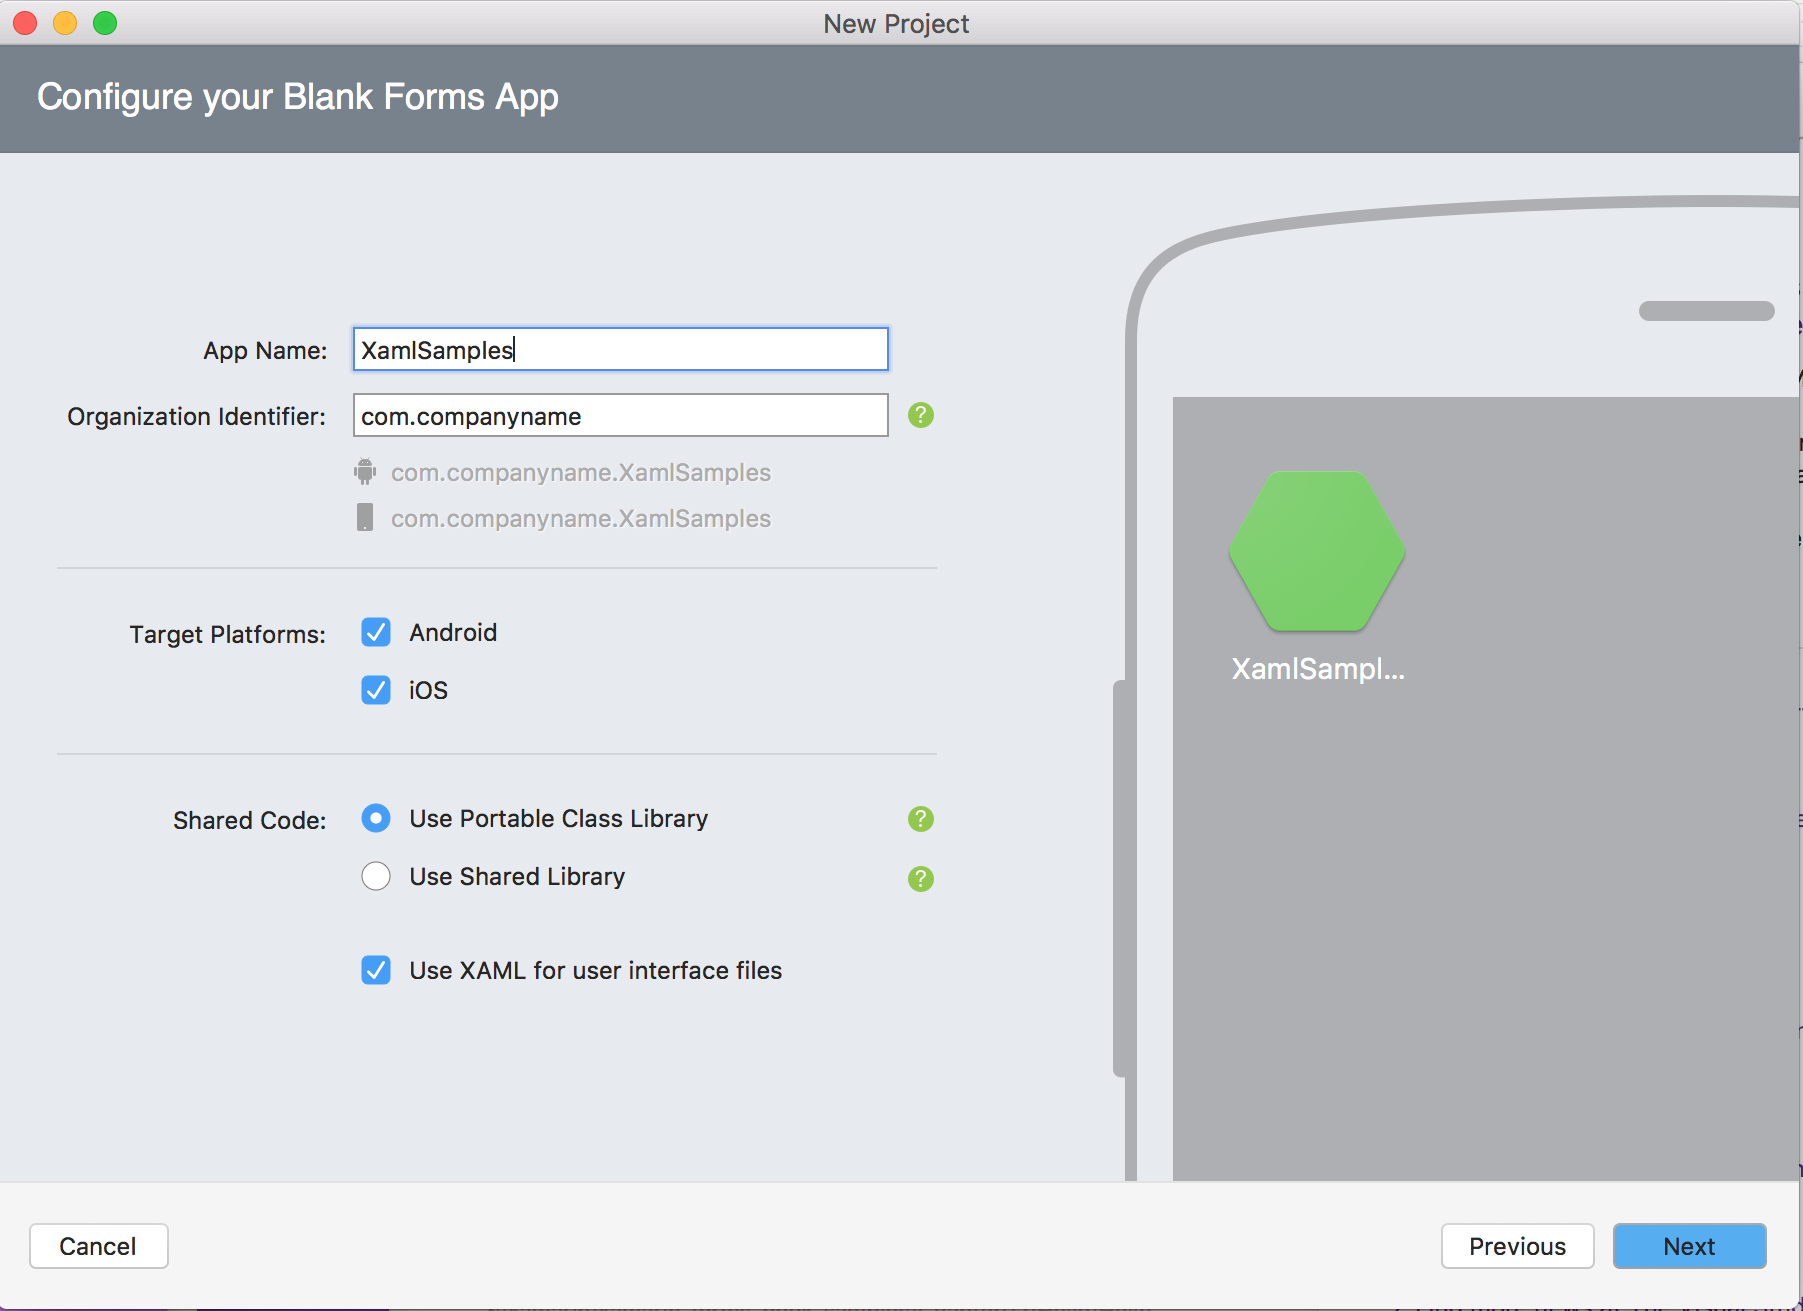 New Project
Configure your Blank Forms App
App Name: XamlSamples
Organization Identifier: com.companyname ?
com.companyname.XamlSamples
com.companyname.XamlSamples
Target Platforms: Android
iOS
Shared Code: Use Portable Class Library ?
Use Shared Library ?
Use XAML for user interface files
XamlSampl...
Cancel Previous Next